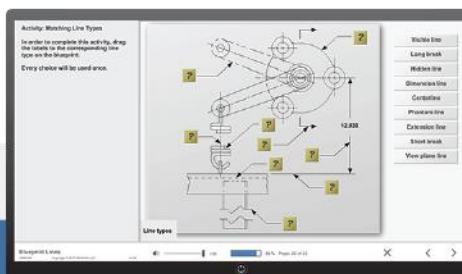 Activity: Matching Line Types
In order to complete this activity, drag
the labels to the corresponding line
type on the blueprint.
Every choice will be used once.
?
?
?
?
?
?
?
?
?
12.035
Line types
Visible line
Long break
Hidden line
Dimension line
Centerline
Phantom line
Extension line
Short break
View plane line
Blueprint Lines